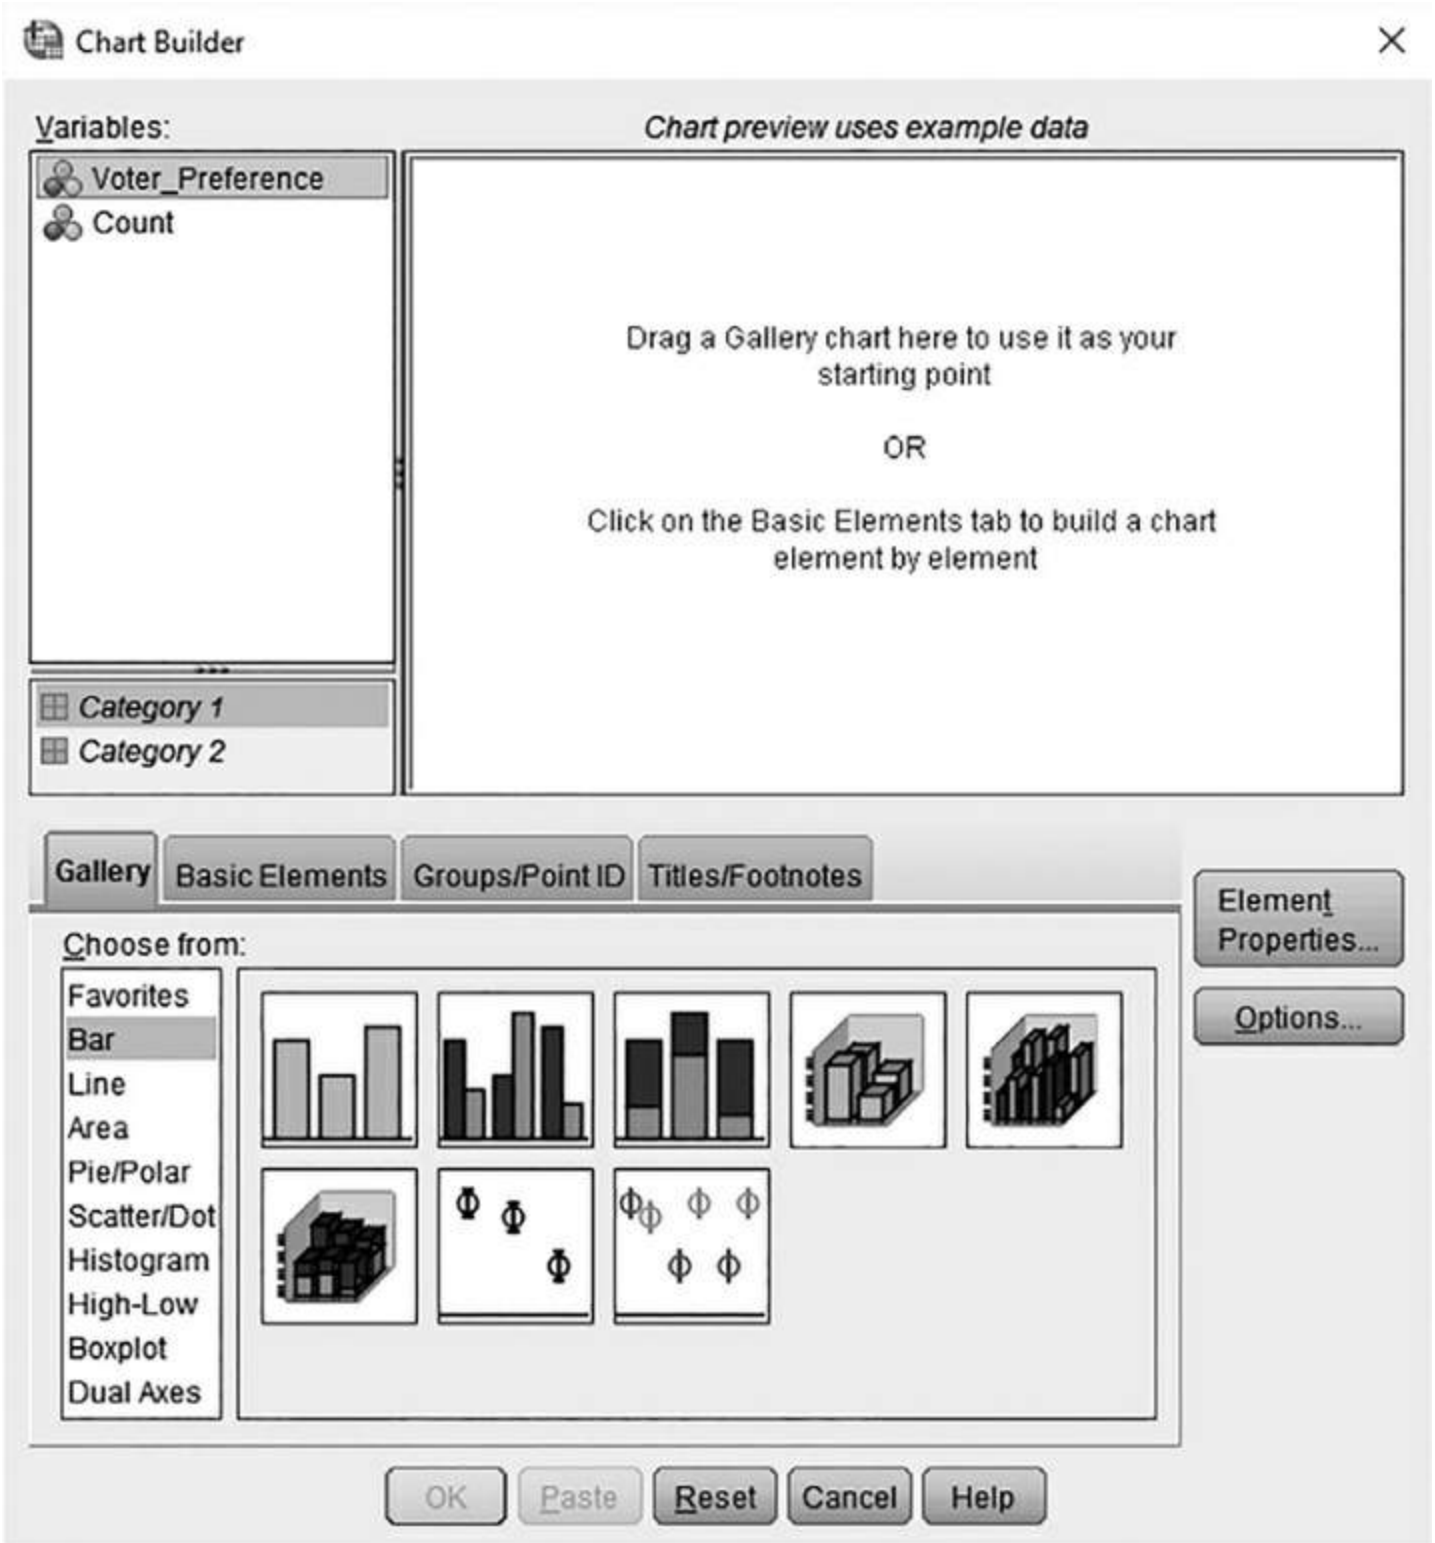 Chart Builder
Variables:
Chart preview uses example data
Voter_Preference
Count
Drag a Gallery chart here to use it as your
starting point
OR
Click on the Basic Elements tab to build a chart
element by element
Category 1
Category 2
Gallery
Basic Elements
Groups/Point ID
Titles/Footnotes
Element
Properties...
Options...
Choose from:
Favorites
Bar
Line
Area
Pie/Polar
Scatter/Dot
Histogram
High-Low
Boxplot
Dual Axes
OK
Paste
Reset
Cancel
Help